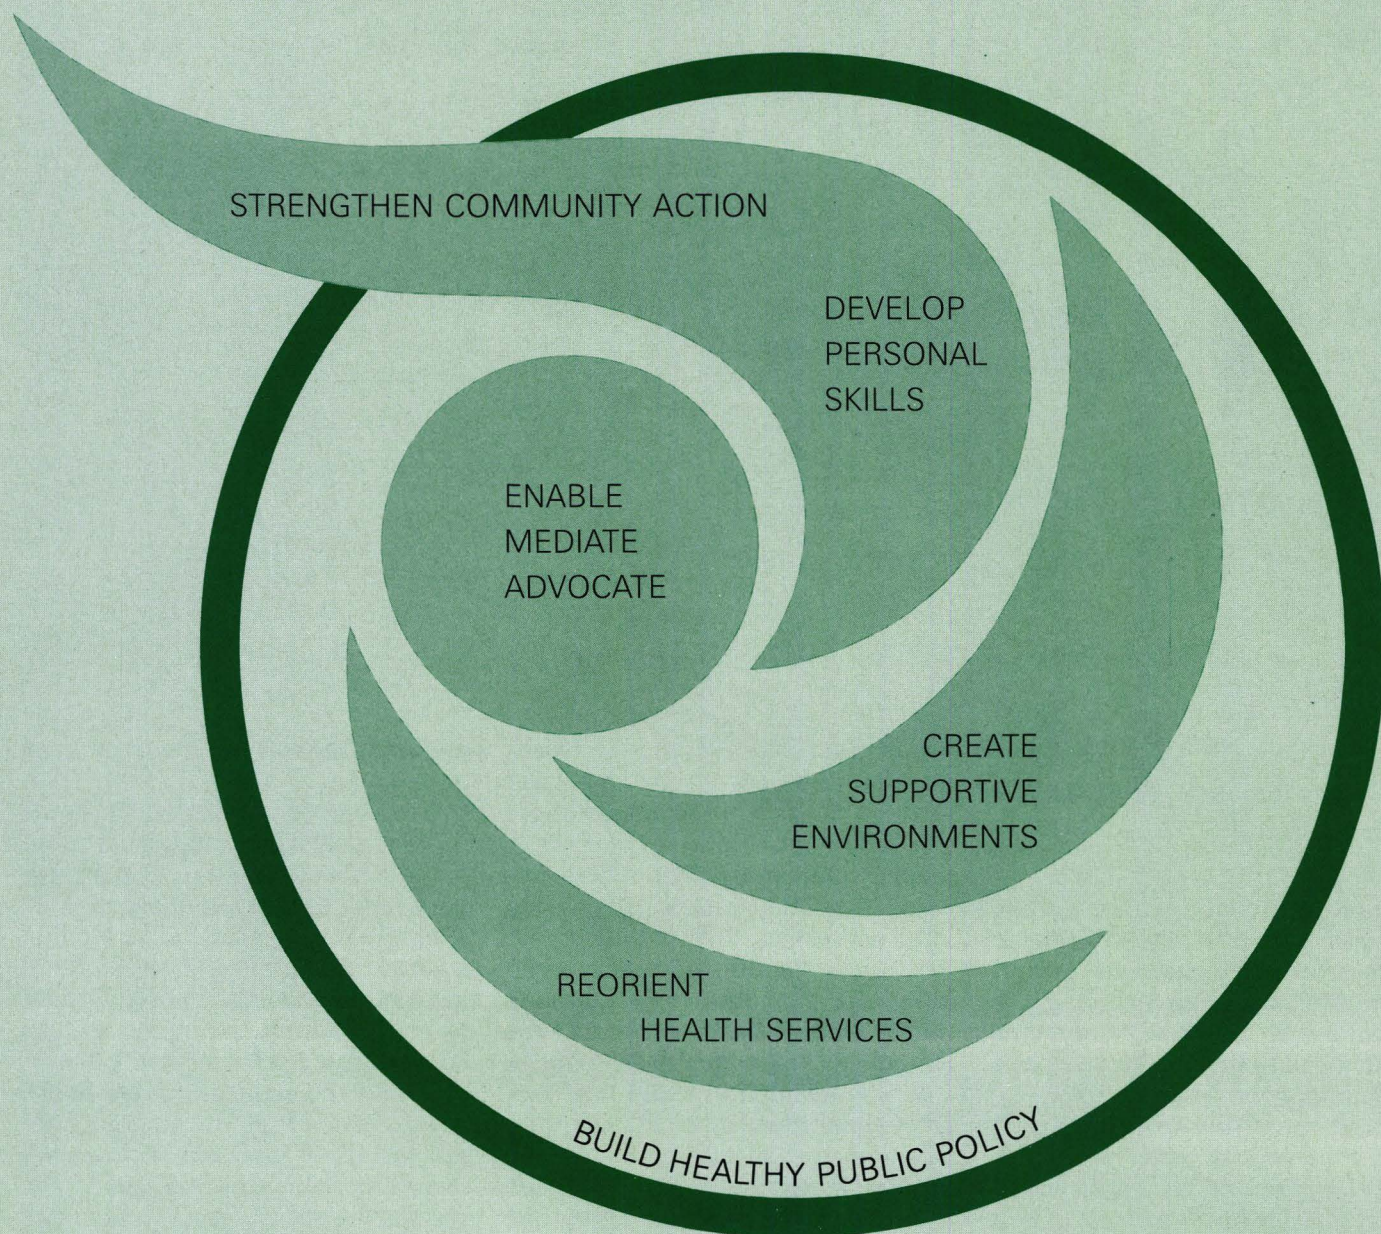 STRENGTHEN COMMUNITY ACTION
DEVELOP
PERSONAL
SKILLS
ENABLE
MEDIATE
ADVOCATE
CREATE
SUPPORTIVE
ENVIRONMENTS
REORIENT
HEALTH SERVICES
BUILD HEALTHY PUBLIC POLICY